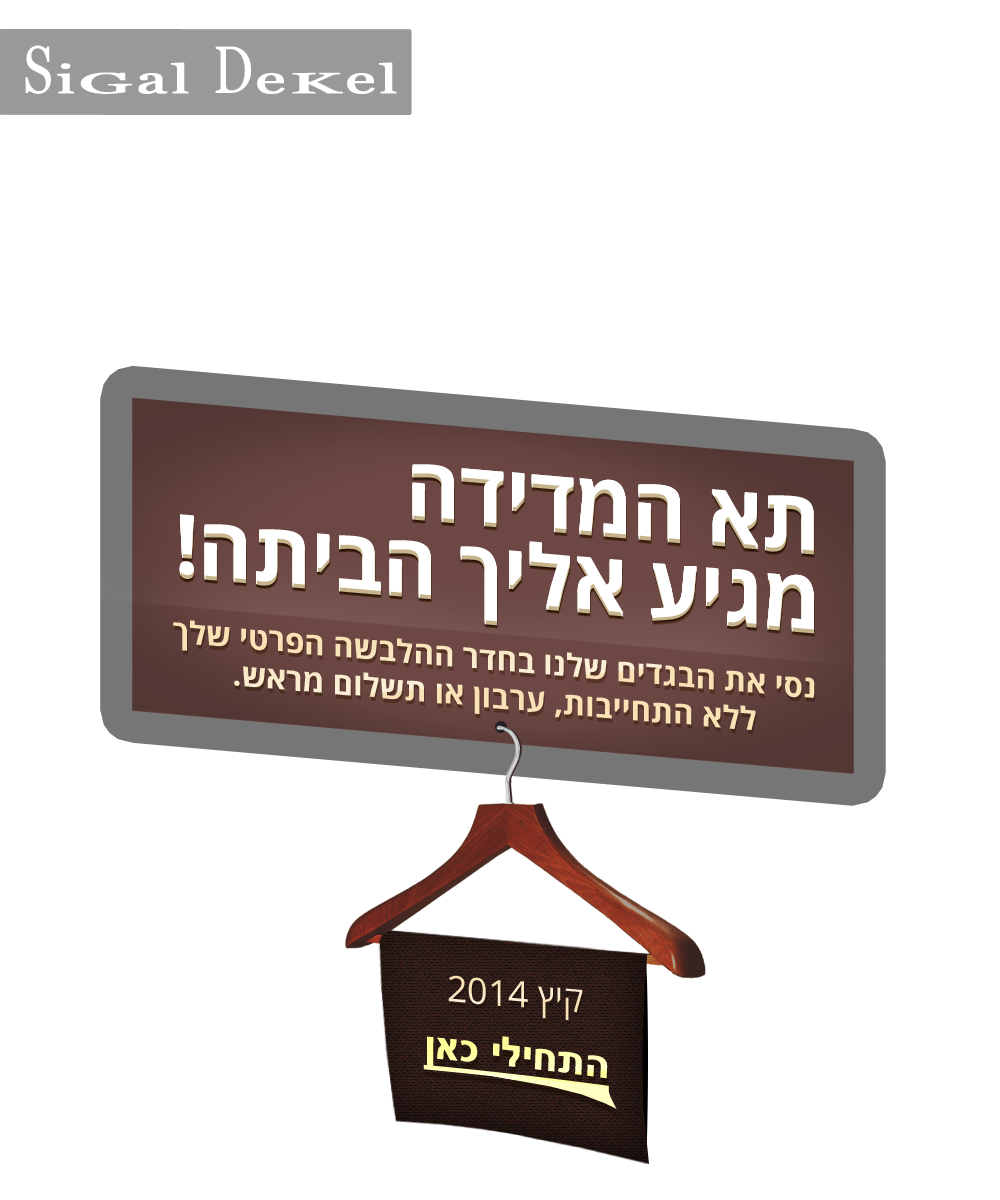 Sigal Dekel
תא המדידה
מגיע אליך הביתה!
נסי את הבגדים שלנו בחדר ההלבשה הפרטי שלך
ללא התחייבות, ערבון או תשלום מראש.
קיץ 2014
התחילי כאן